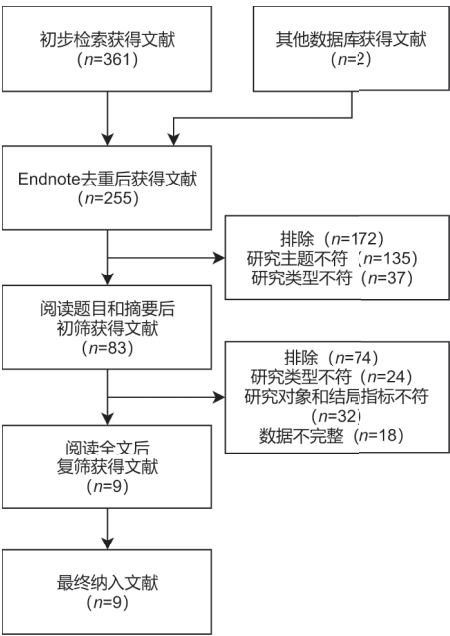 初步检索获得文献
（n=361）
其他数据库获得文献
（n=2）
Endnote去重后获得文献
（n=255）
排除（n=172）
研究主题不符（n=135）
研究类型不符（n=37）
阅读题目和摘要后
初筛获得文献
（n=83）
排除（n=74）
研究类型不符（n=24）
研究对象和结局指标不符
（n=32）
数据不完整（n=18）
阅读全文后
复筛获得文献
（n=9）
最终纳入文献
（n=9）